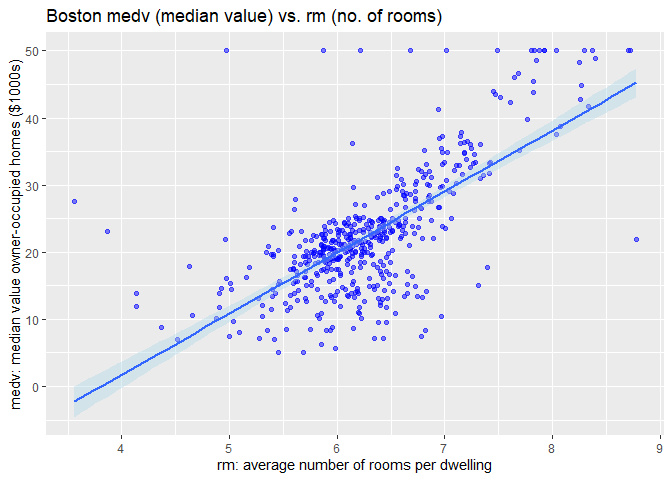 Boston medv (median value) vs. rm (no. of rooms)
medv: median value owner-occupied homes ($1000s)
50
40
30
20
10
0
4 5 6 7 8 9
rm: average number of rooms per dwelling